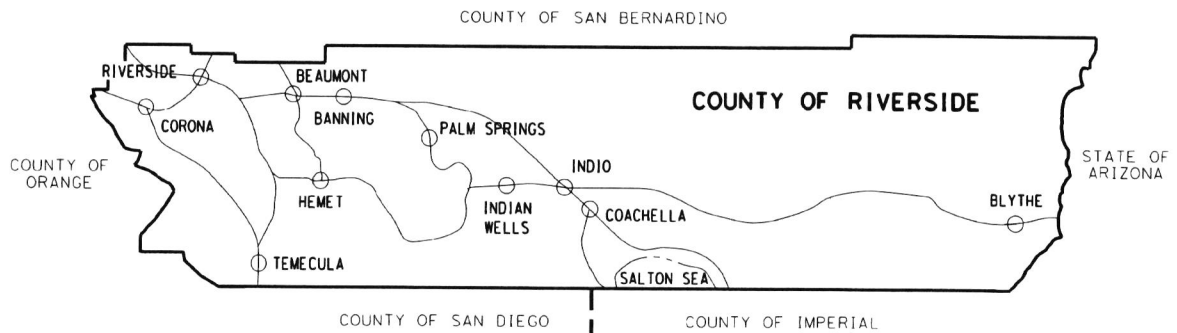 COUNTY OF SAN BERNARDINO
RIVERSIDE
BEAUMONT
BANNING
COUNTY OF RIVERSIDE
CORONA
PALM SPRINGS
COUNTY OF
ORANGE
INDIO
STATE OF
ARIZONA
HEMET
INDIAN
WELLS
COACHELLA
BLYTHE
TEMECULA
SALTON SEA
COUNTY OF SAN DIEGO
COUNTY OF IMPERIAL